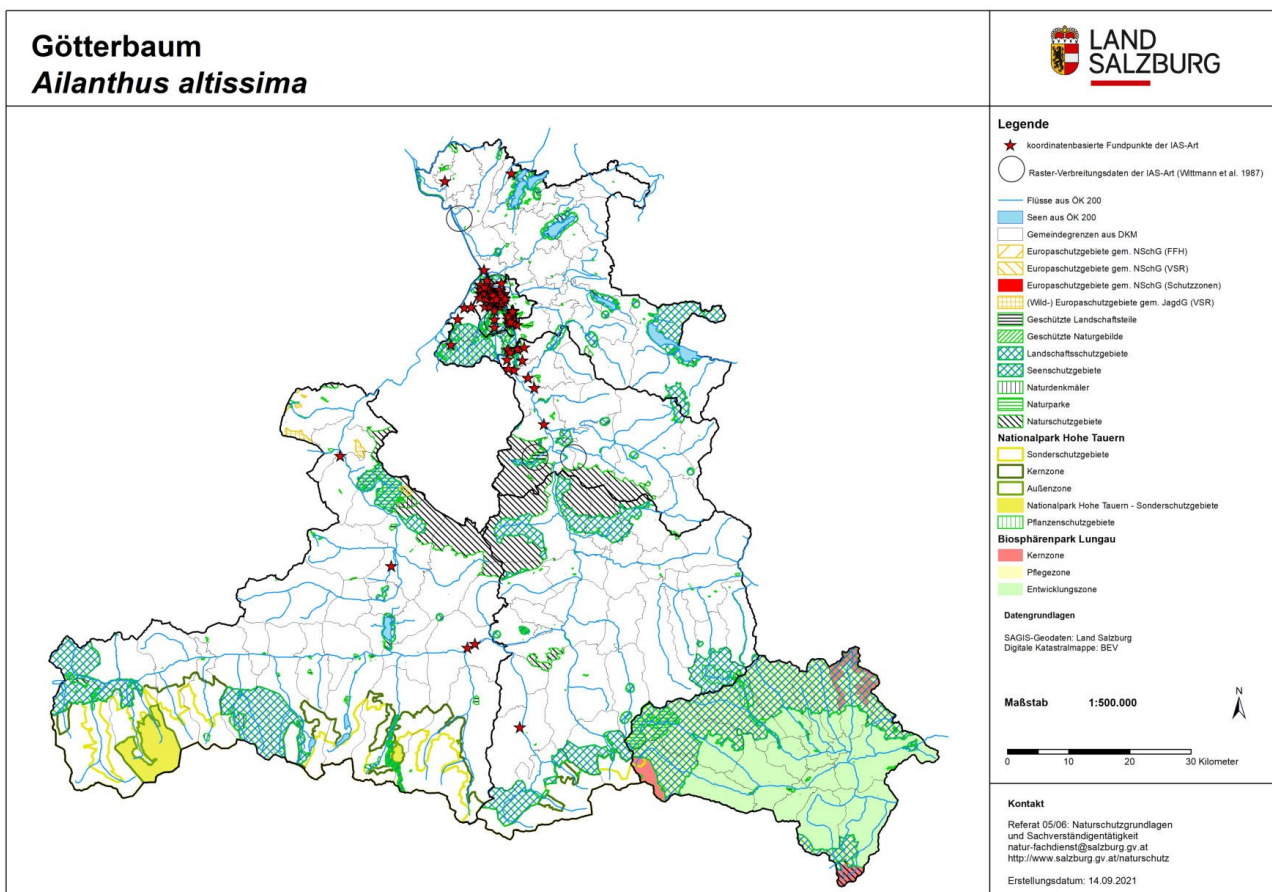 Götterbaum
Ailanthus altissima
LAND
SALZBURG
Legende
koordinatenbasierte Fundpunkte der IAS-Art
Raster-Verbreitungsdaten der IAS-Art (Wittmann et al. 1987)
Flüsse aus ÖK 200
Seen aus ÖK 200
Gemeindegrenzen aus DKM
Europaschutzgebiete gem. NSchG (FFH)
Europaschutzgebiete gem. NSchG (VSR)
Europaschutzgebiete gem. NSchG (Schutzzonen)
(Wild-) Europaschutzgebiete gem. JagdG (VSR)
Geschützte Landschaftsteile
Geschützte Naturgebilde
Landschaftsschutzgebiete
Seenschutzgebiete
Naturdenkmäler
Naturparke
Naturschutzgebiete
Nationalpark Hohe Tauern
Sonderschutzgebiete
Kernzone
Außenzone
Nationalpark Hohe Tauern - Sonderschutzgebiete
Pflanzenschutzgebiete
Biosphärenpark Lungau
Kernzone
Pflegezone
Entwicklungszone
Datengrundlagen
SAGIS-Geodaten: Land Salzburg
Digitale Katastralmappe: BEV
Maßstab 1:500.000
N
0 10 20 30 Kilometer
Kontakt
Referat 05/06: Naturschutzgrundlagen
und Sachverständigentätigkeit
natur-fachdienst@salzburg.gv.at
http://www.salzburg.gv.at/naturschutz
Erstellungsdatum: 14.09.2021